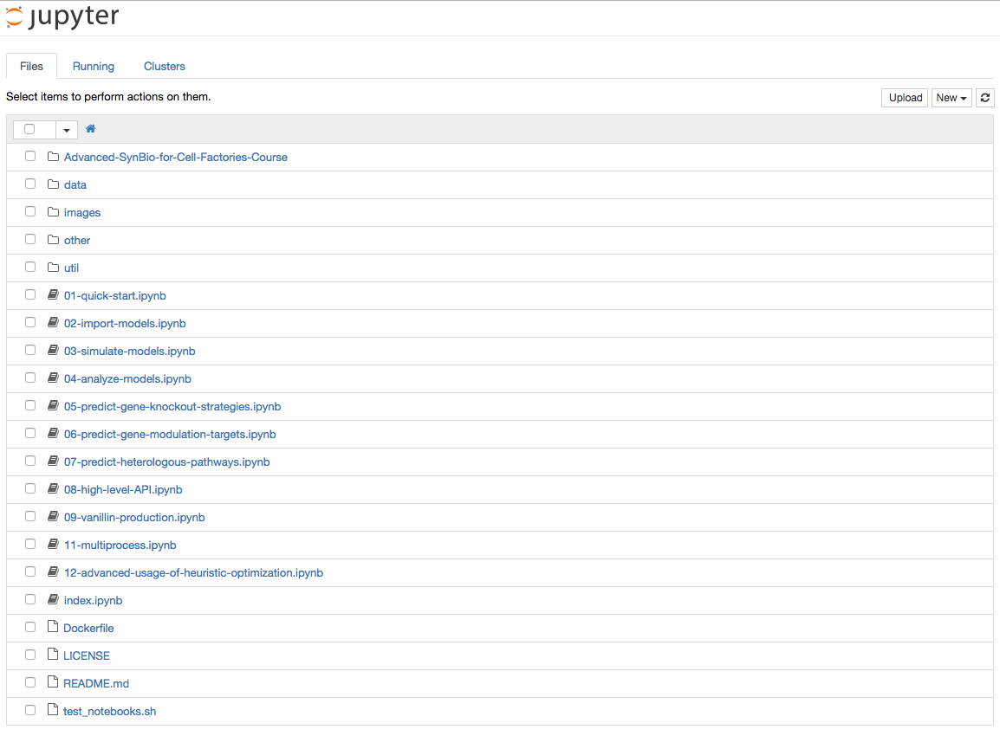 jupyter
Files Running Clusters
Select items to perform actions on them. Upload New
Advanced-SynBio-for-Cell-Factories-Course
data
images
other
util
01-quick-start.ipynb
02-import-models.ipynb
03-simulate-models.ipynb
04-analyze-models.ipynb
05-predict-gene-knockout-strategies.ipynb
06-predict-gene-modulation-targets.ipynb
07-predict-heterologous-pathways.ipynb
08-high-level-API.ipynb
09-vanillin-production.ipynb
11-multiprocess.ipynb
12-advanced-usage-of-heuristic-optimization.ipynb
index.ipynb
Dockerfile
LICENSE
README.md
test_notebooks.sh